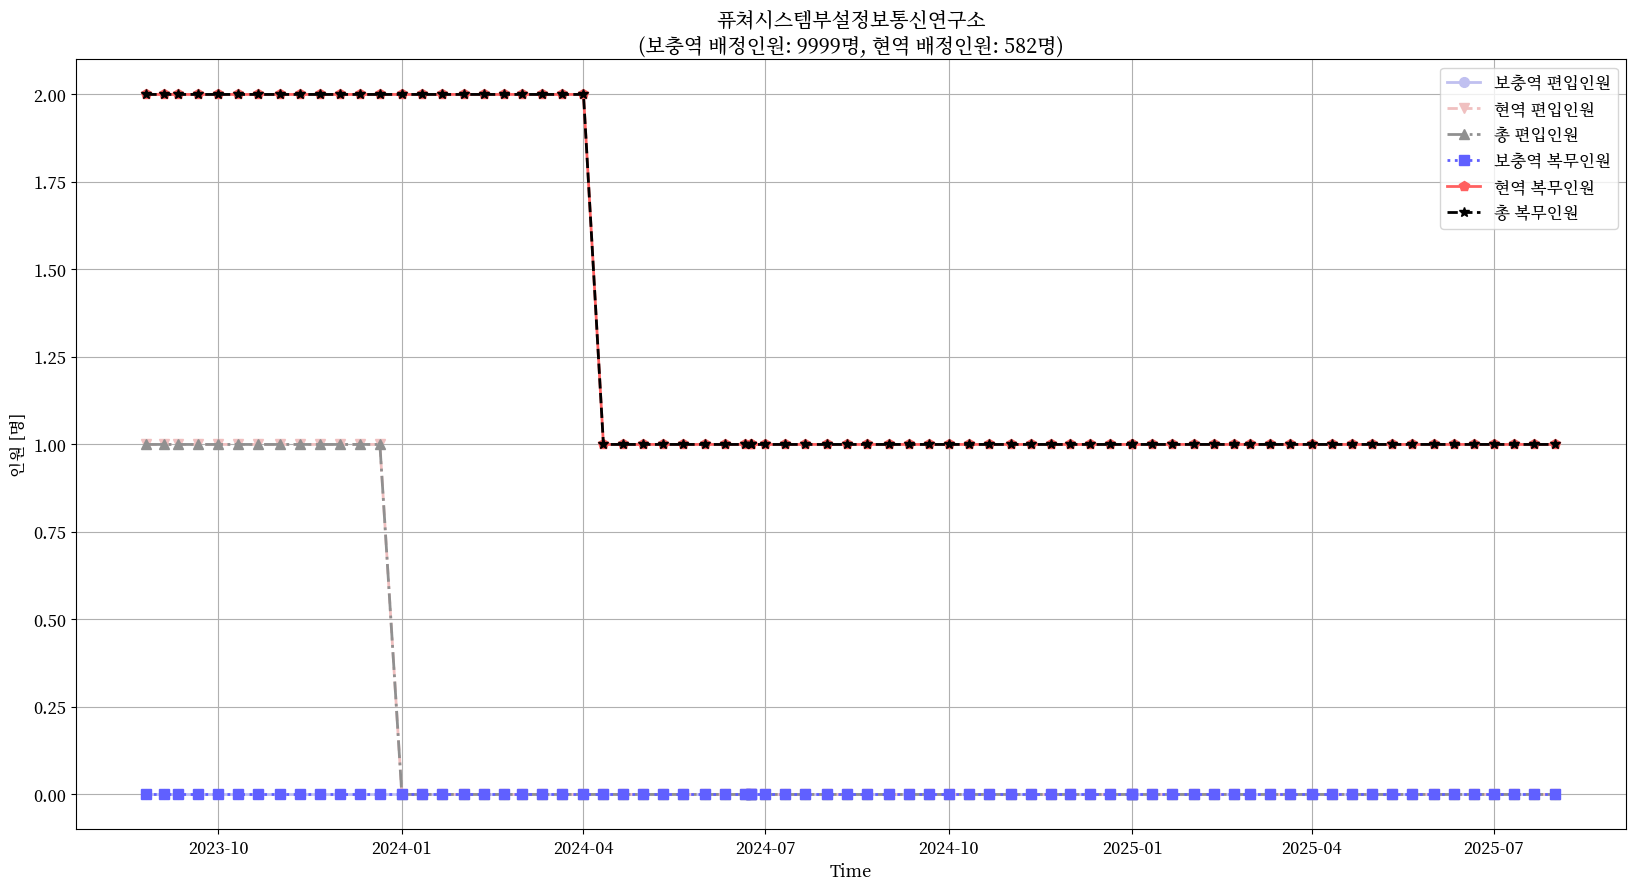 퓨쳐시스템부설정보통신연구소
(보충역 배정인원: 9999명, 현역 배정인원: 582명)
보충역 편입인원
현역 편입인원
총 편입인원
보충역 복무인원
현역 복무인원
총 복무인원
인원 [명]
2.00
1.75
1.50
1.25
1.00
0.75
0.50
0.25
0.00
2023-10
2024-01
2024-04
2024-07
2024-10
2025-01
2025-04
2025-07
Time